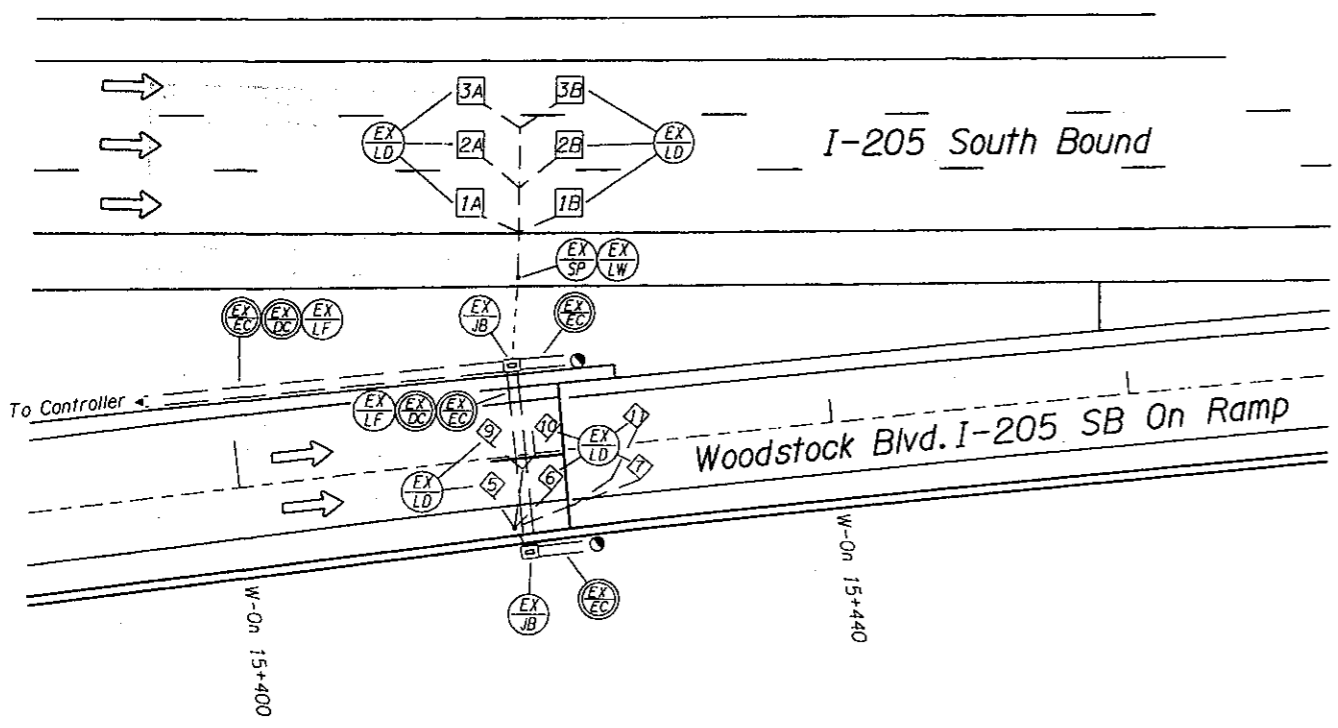 3A 3B
EX LD
2A 2B
EX LD
I-205 South Bound
1A 1B
EX SP
EX LW
EX EC
EX DC
EX LF
EX JB
EX EC
To Controller
EX LF
EX DC
EX EC
9
10
11
EX LD
Woodstock Blvd. I-205 SB On Ramp
EX LD
5
6
7
EX JB
EX EC
W-On 15+400
W-On 15+440